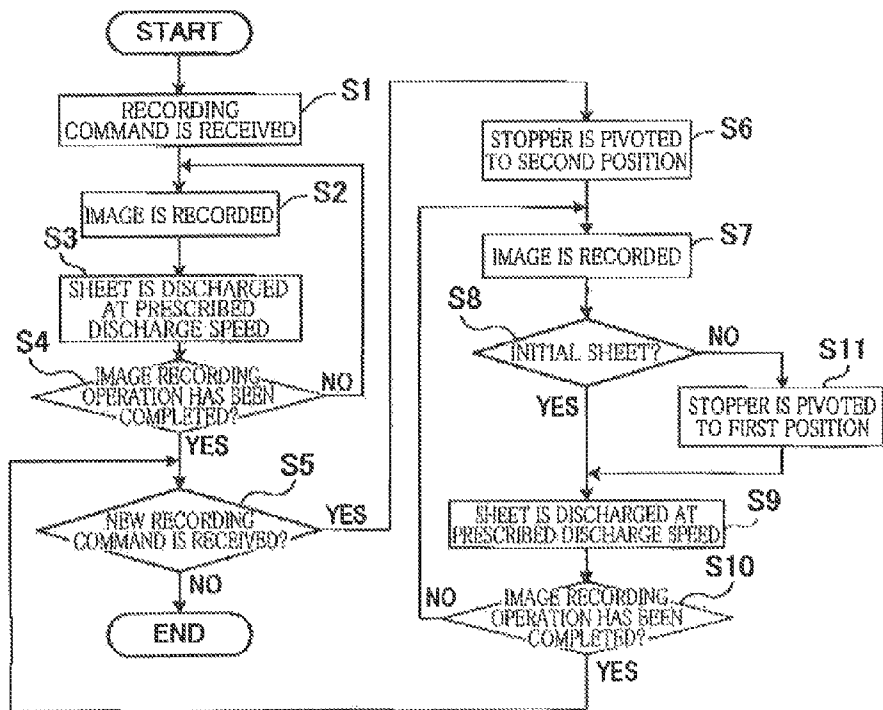 START
S1
RECORDING
COMMAND IS RECEIVED
S2
IMAGE IS RECORDED
S3
SHEET IS DISCHARGED
AT PRESCRIBED
DISCHARGE SPEED
S4
IMAGE RECORDING
OPERATION HAS BEEN
COMPLETED?
NO
YES
S5
NEW RECORDING
COMMAND IS RECEIVED?
YES
NO
END
S6
STOPPER IS PIVOTED
TO SECOND POSITION
S7
IMAGE IS RECORDED
S8
INITIAL SHEET?
NO
YES
S11
STOPPER IS PIVOTED
TO FIRST POSITION
S9
SHEET IS DISCHARGED AT
PRESCRIBED DISCHARGE SPEED
S10
IMAGE RECORDING
OPERATION HAS BEEN
COMPLETED?
NO
YES